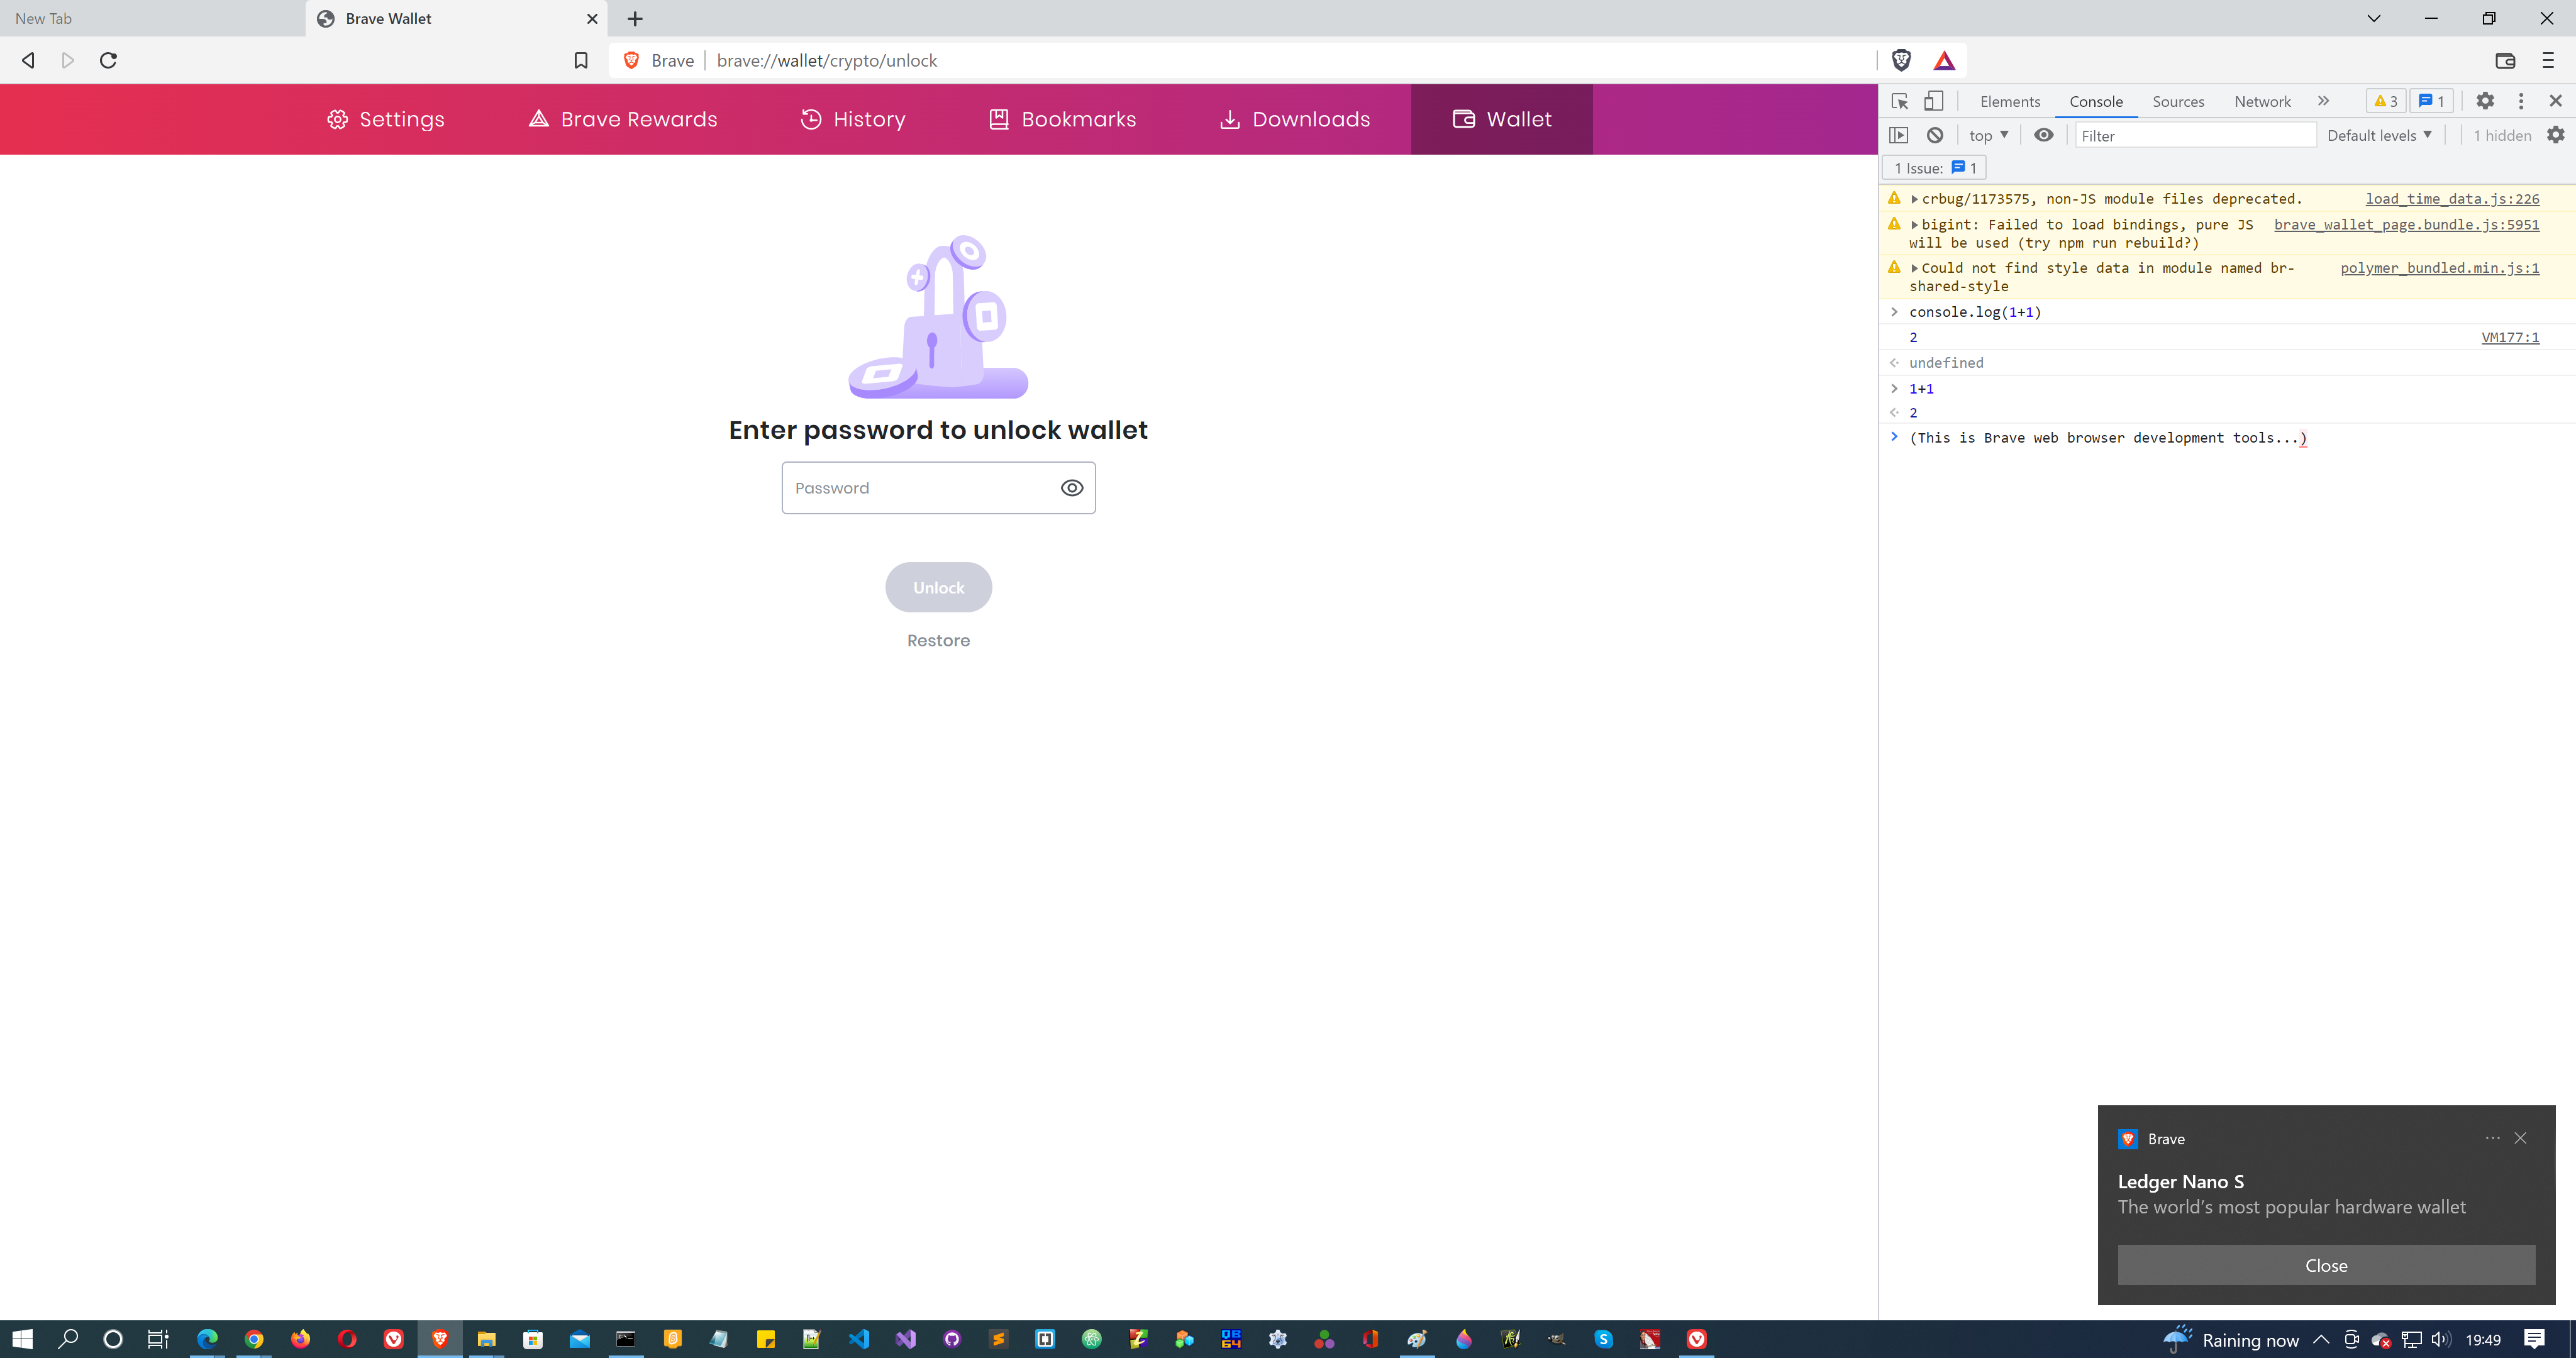 New Tab
Brave Wallet
Brave
brave://wallet/crypto/unlock
Settings
Brave Rewards
History
Bookmarks
Downloads
Wallet
Enter password to unlock wallet
Password
Unlock
Restore
Elements
Console
Sources
Network
3
1
top
Filter
Default levels
1 hidden
1 Issue: 1
crbug/1173575, non-JS module files deprecated. load_time_data.js:226
bigint: Failed to load bindings, pure JS brave_wallet_page.bundle.js:5951
will be used (try npm run rebuild?)
Could not find style data in module named br- polymer_bundled.min.js:1
shared-style
console.log(1+1)
2 VM177:1
undefined
1+1
2
(This is Brave web browser development tools...)
Brave
Ledger Nano S
The world's most popular hardware wallet
Close
Raining now
19:49